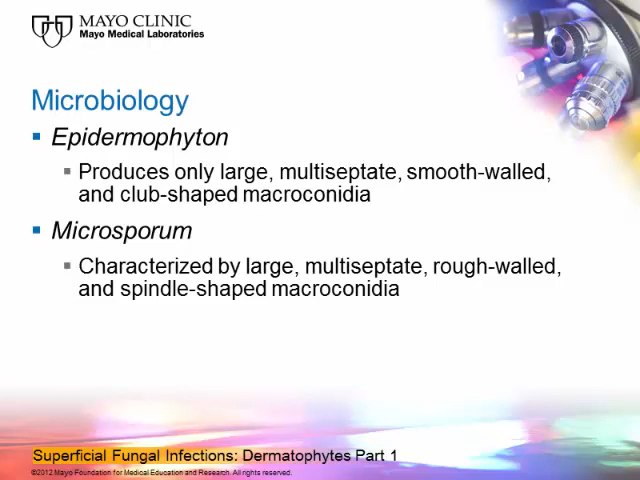 MAYO CLINIC
Mayo Medical Laboratories
Microbiology
Epidermophyton
Produces only large, multiseptate, smooth-walled,
and club-shaped macroconidia
Microsporum
Characterized by large, multiseptate, rough-walled,
and spindle-shaped macroconidia
Superficial Fungal Infections: Dermatophytes Part 1
©2012 Mayo Foundation for Medical Education and Research. All rights reserved.